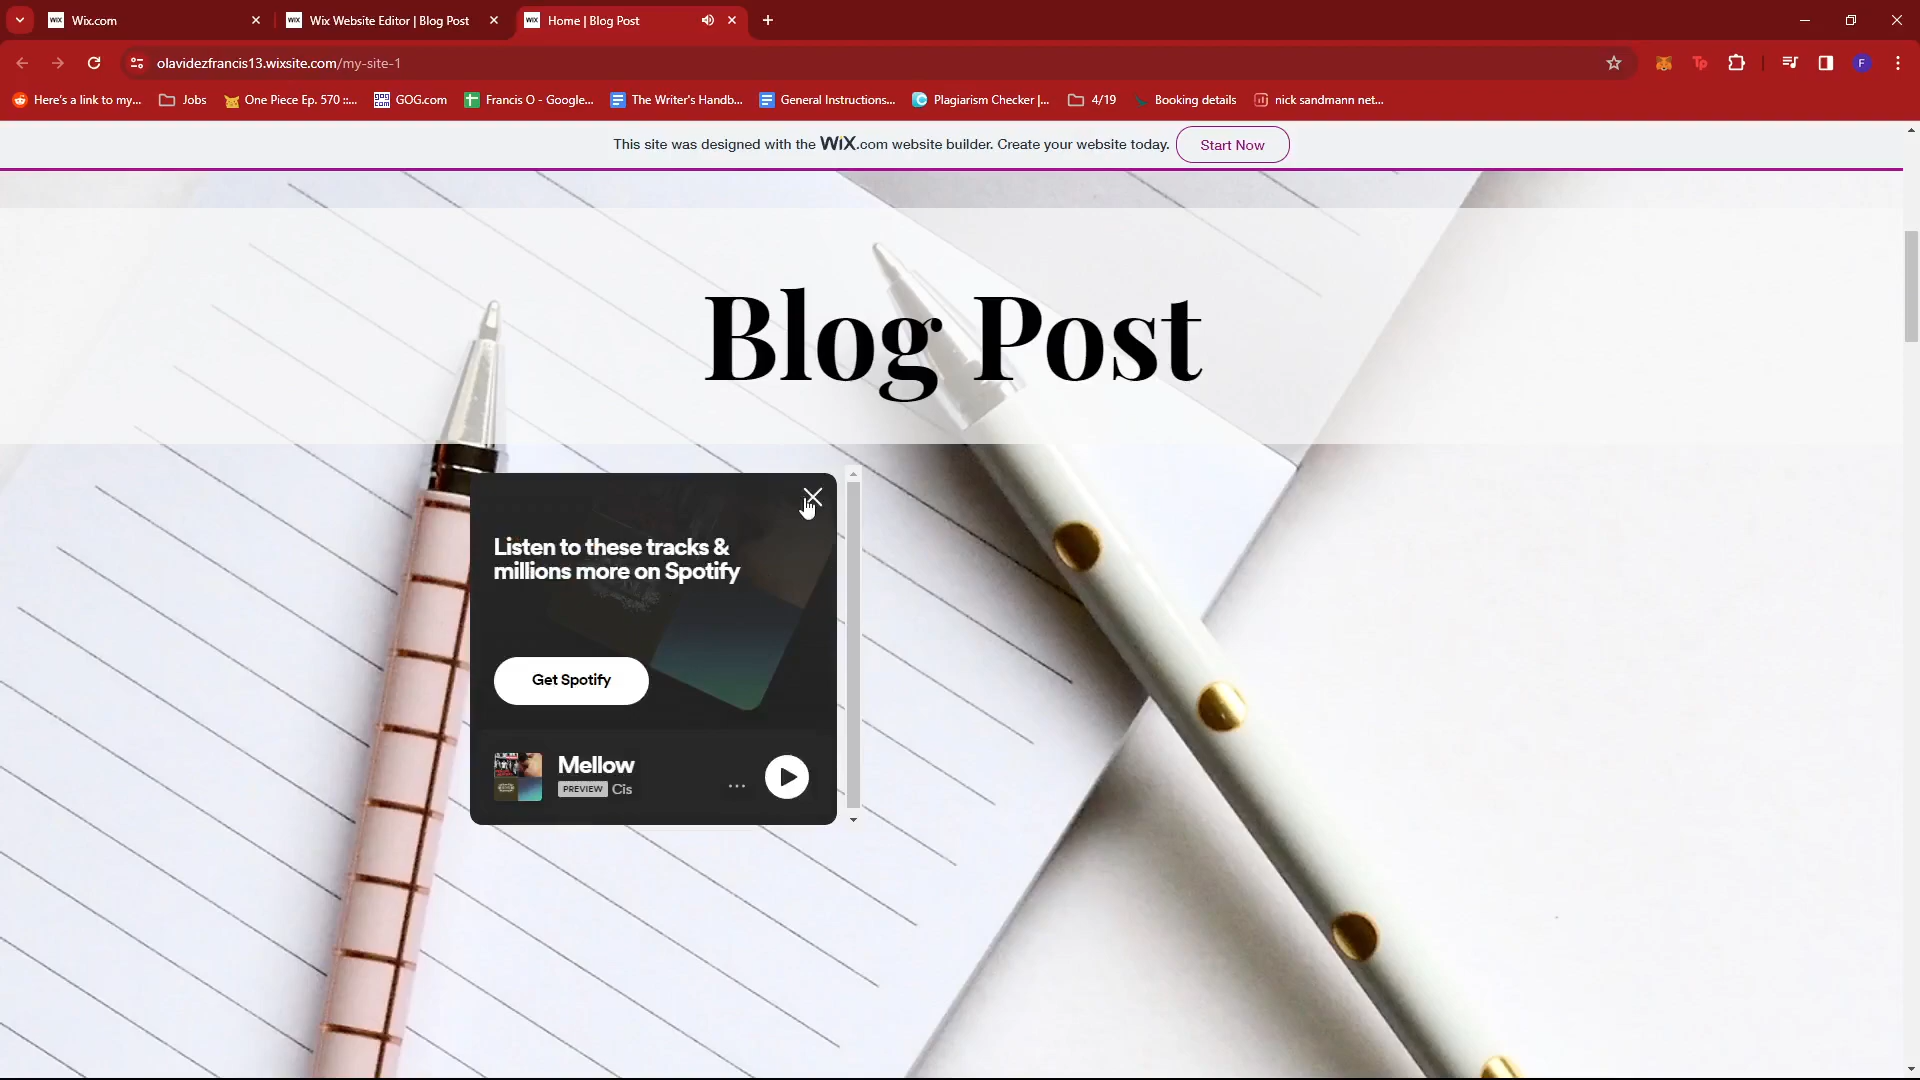 Wix.com
Wix Website Editor | Blog Post
Home | Blog Post
olavidezfrancis13.wixsite.com/my-site-1
Here's a link to my...
Jobs
One Piece Ep. 570 ::...
GOG.com
Francis O - Google...
The Writer's Handb...
General Instructions...
Plagiarism Checker |...
4/19
Booking details
nick sandmann net...
This site was designed with the WiX.com website builder. Create your website today.
Start Now
Blog Post
Listen to these tracks &
millions more on Spotify
Get Spotify
Mellow
PREVIEW Cis